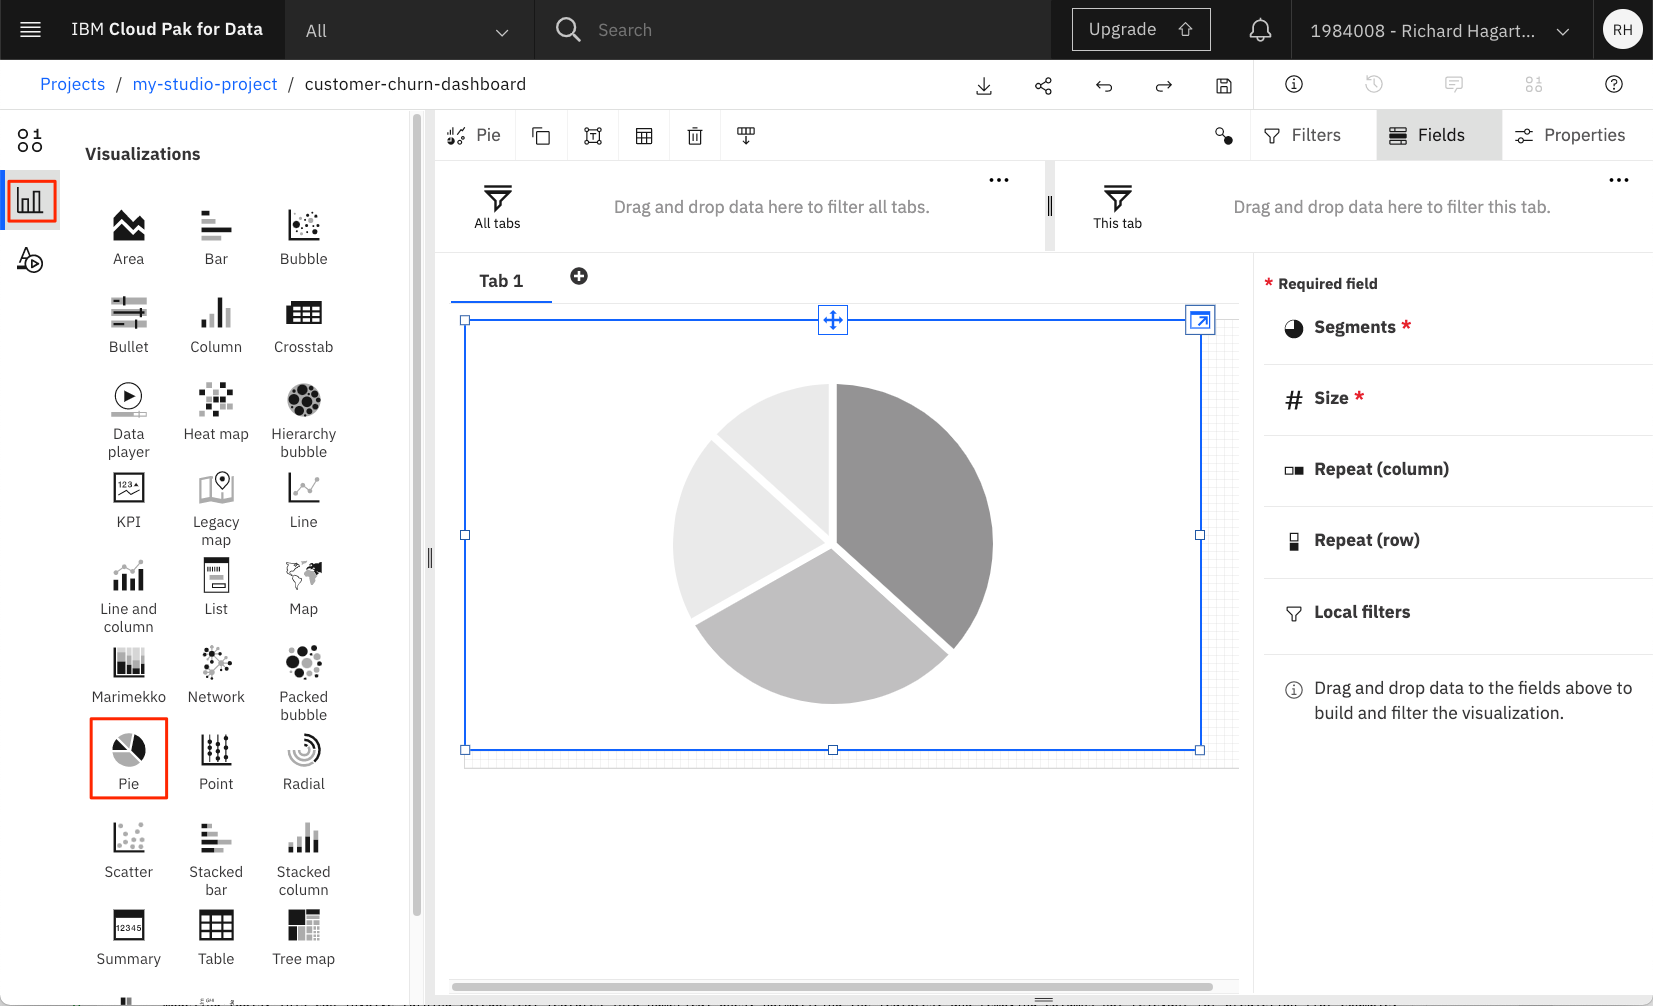 IBM Cloud Pak for Data
All
Search
Upgrade
1984008 - Richard Hagart...
RH
Projects / my-studio-project / customer-churn-dashboard
Visualizations
Pie
Filters
Fields
Properties
All tabs
Drag and drop data here to filter all tabs.
This tab
Drag and drop data here to filter this tab.
Area
Bar
Bubble
Bullet
Column
Crosstab
Data
player
Heat map
Hierarchy
bubble
KPI
Legacy
map
Line
Line and
column
List
Map
Marimekko
Network
Packed
bubble
Pie
Point
Radial
Scatter
Stacked
bar
Stacked
column
12345
Summary
Table
Tree map
Tab 1
* Required field
Segments *
# Size *
Repeat (column)
Repeat (row)
Local filters
Drag and drop data to the fields above to
build and filter the visualization.